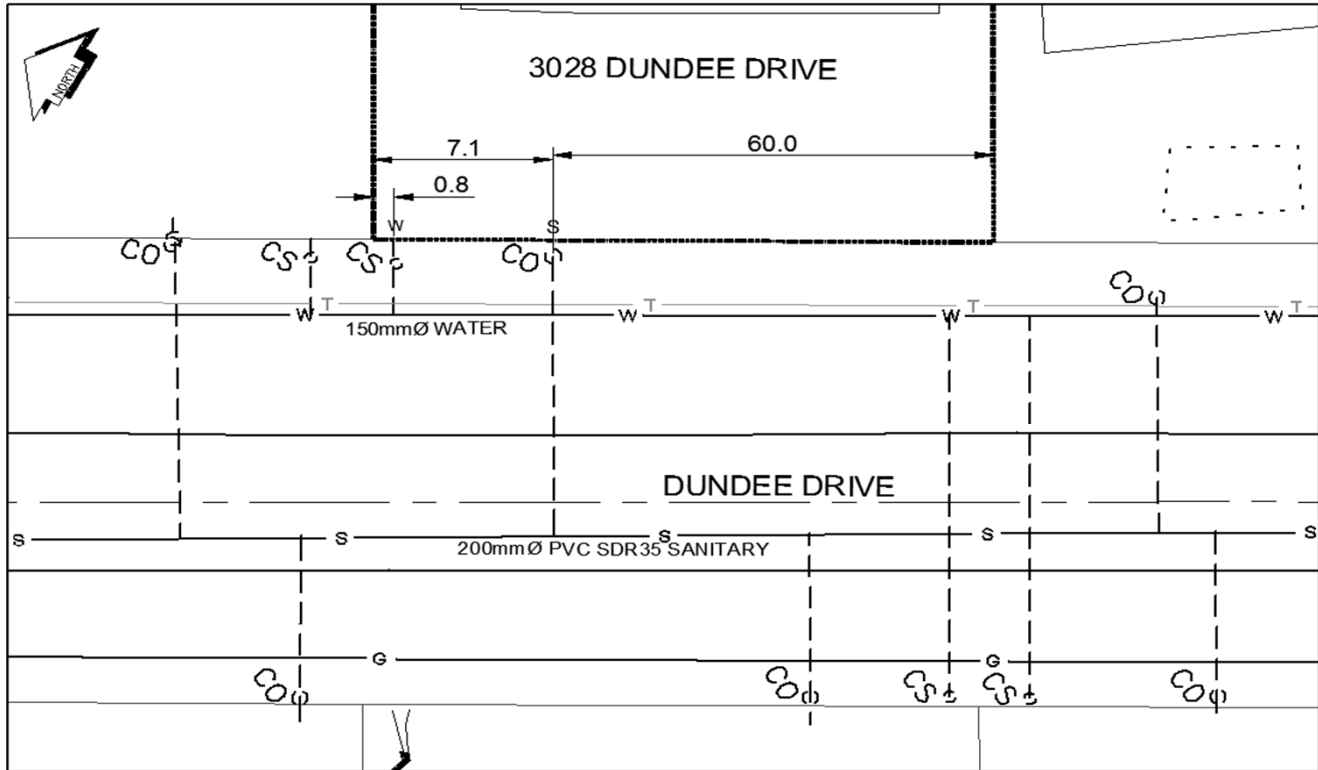 NORTH
3028 DUNDEE DRIVE
7.1
60.0
0.8
W
S
CO
CS
CS
CO
CO
T
T
T
T
W
W
W
W
150mmØ WATER
DUNDEE DRIVE
S
S
S
S
S
200mmØ PVC SDR35 SANITARY
G
G
CO
CO
CS
CS
CO